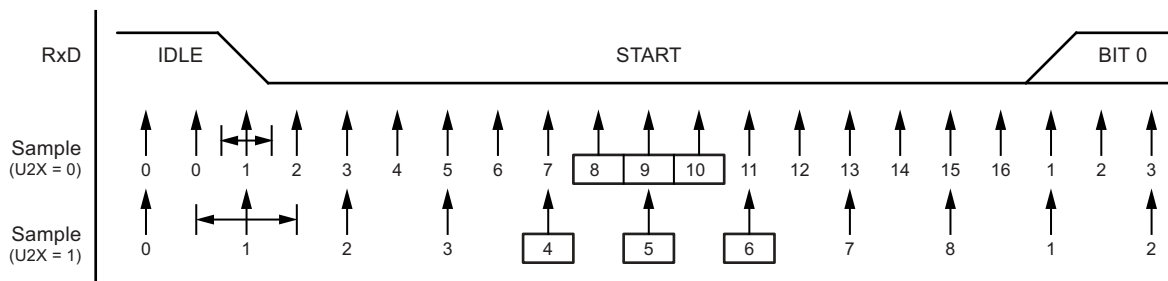 RxD IDLE START BIT 0
Sample
(U2X = 0)
0 0 1 2 3 4 5 6 7 8 9 10 11 12 13 14 15 16 1 2 3
Sample
(U2X = 1)
0 1 2 3 4 5 6 7 8 1 2